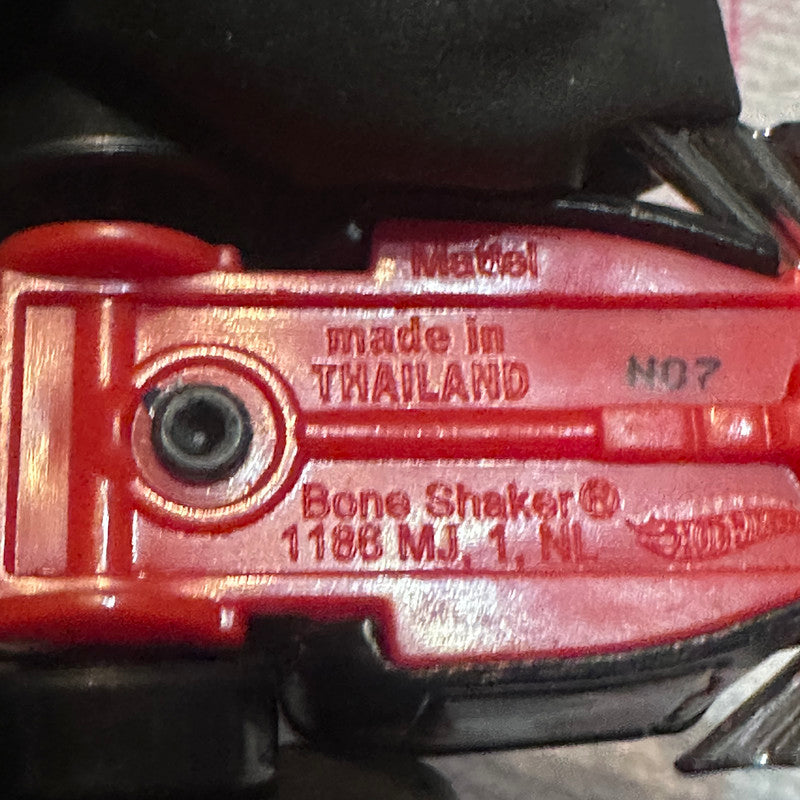 Mattel
made in
THAILAND
N07
Bone Shaker®
1186 MJ, 1, NL